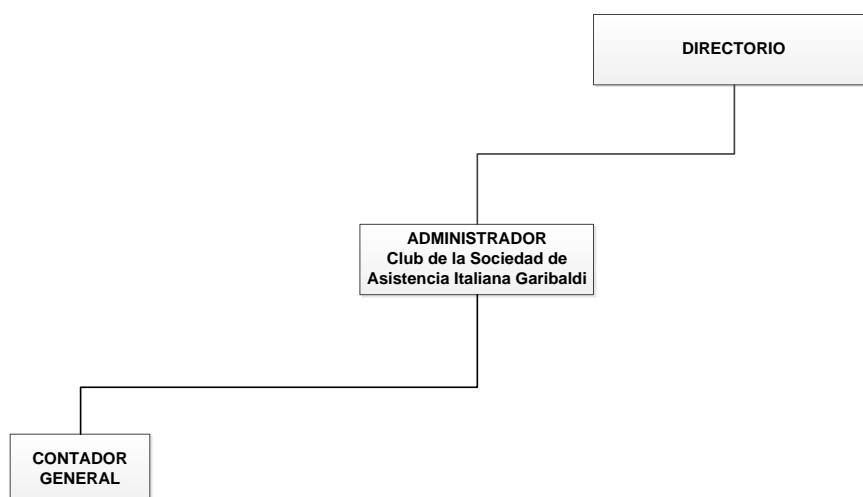 DIRECTORIO
ADMINISTRADOR
Club de la Sociedad de
Asistencia Italiana Garibaldi
CONTADOR
GENERAL